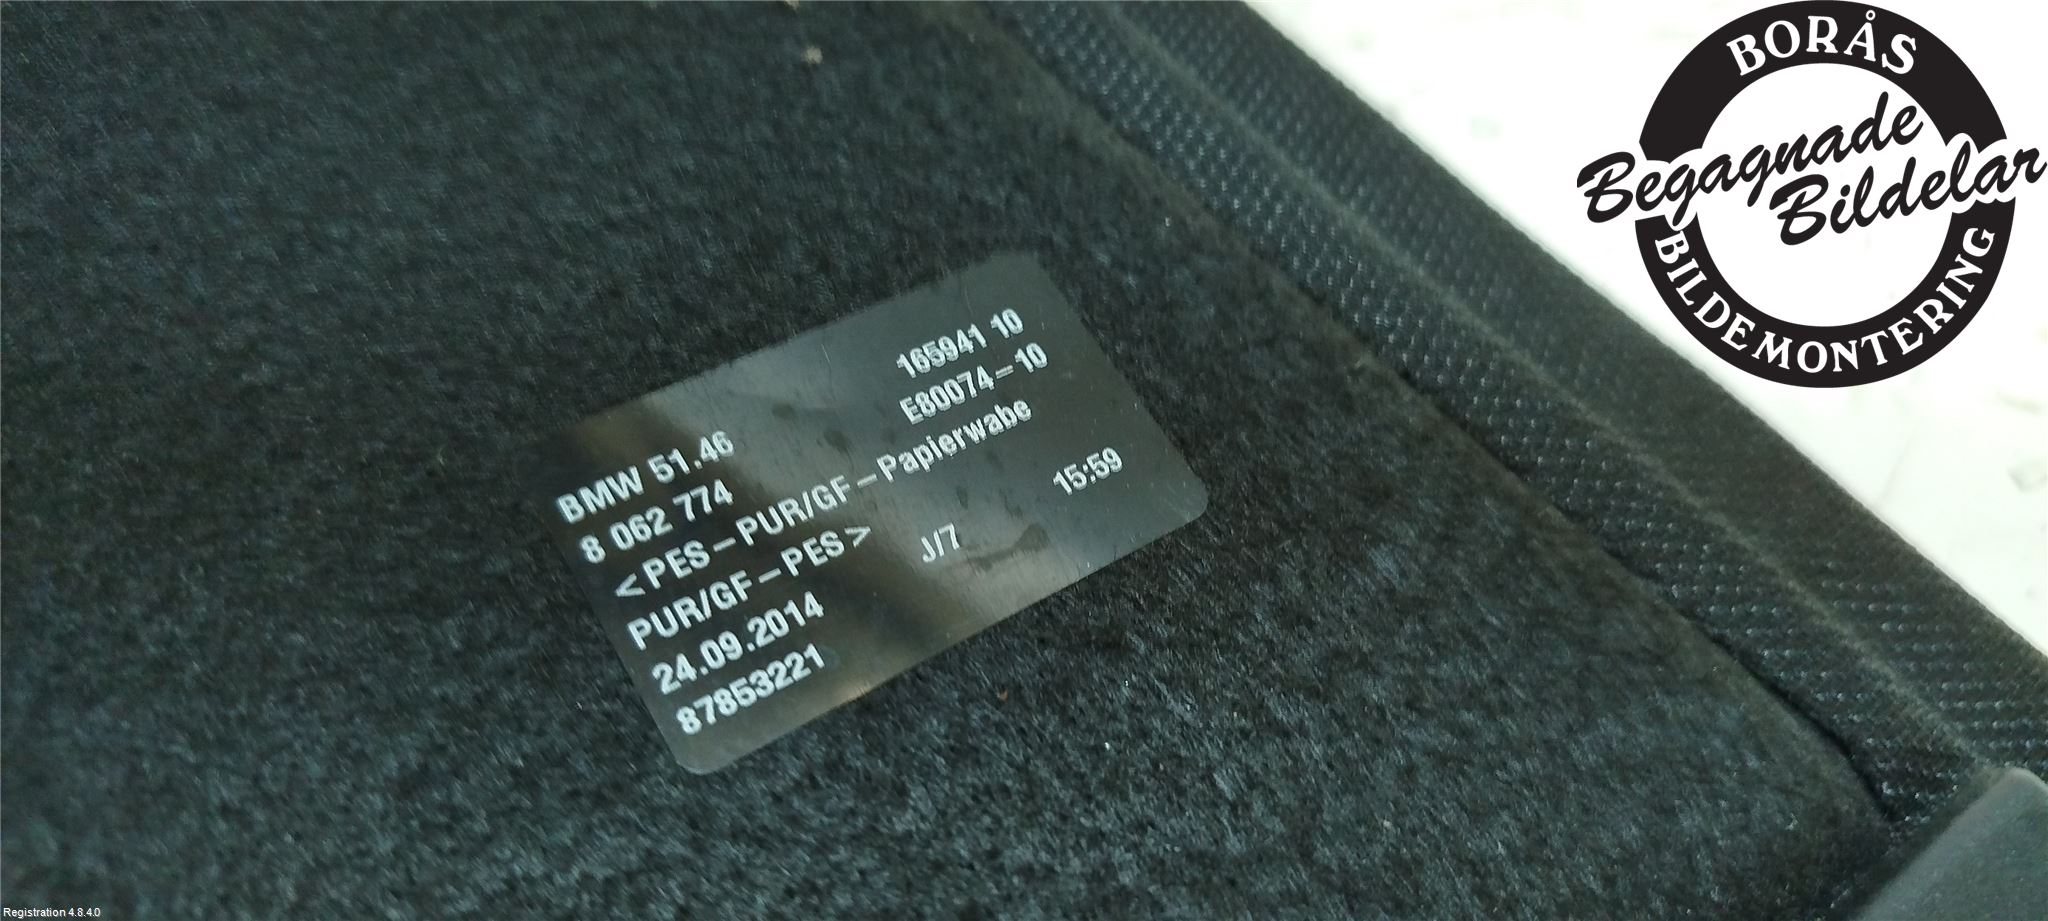 BORÅS
Begagnade
Bildelar
BILDEMONTERING
165941 10
BMW 51.46 E80074-10
8 062 774
<PES-PUR/GF-Papierwabe
PUR/GF-PES>
24.09.2014 J/7 15:59
87853221
Registration 4.8.4.0